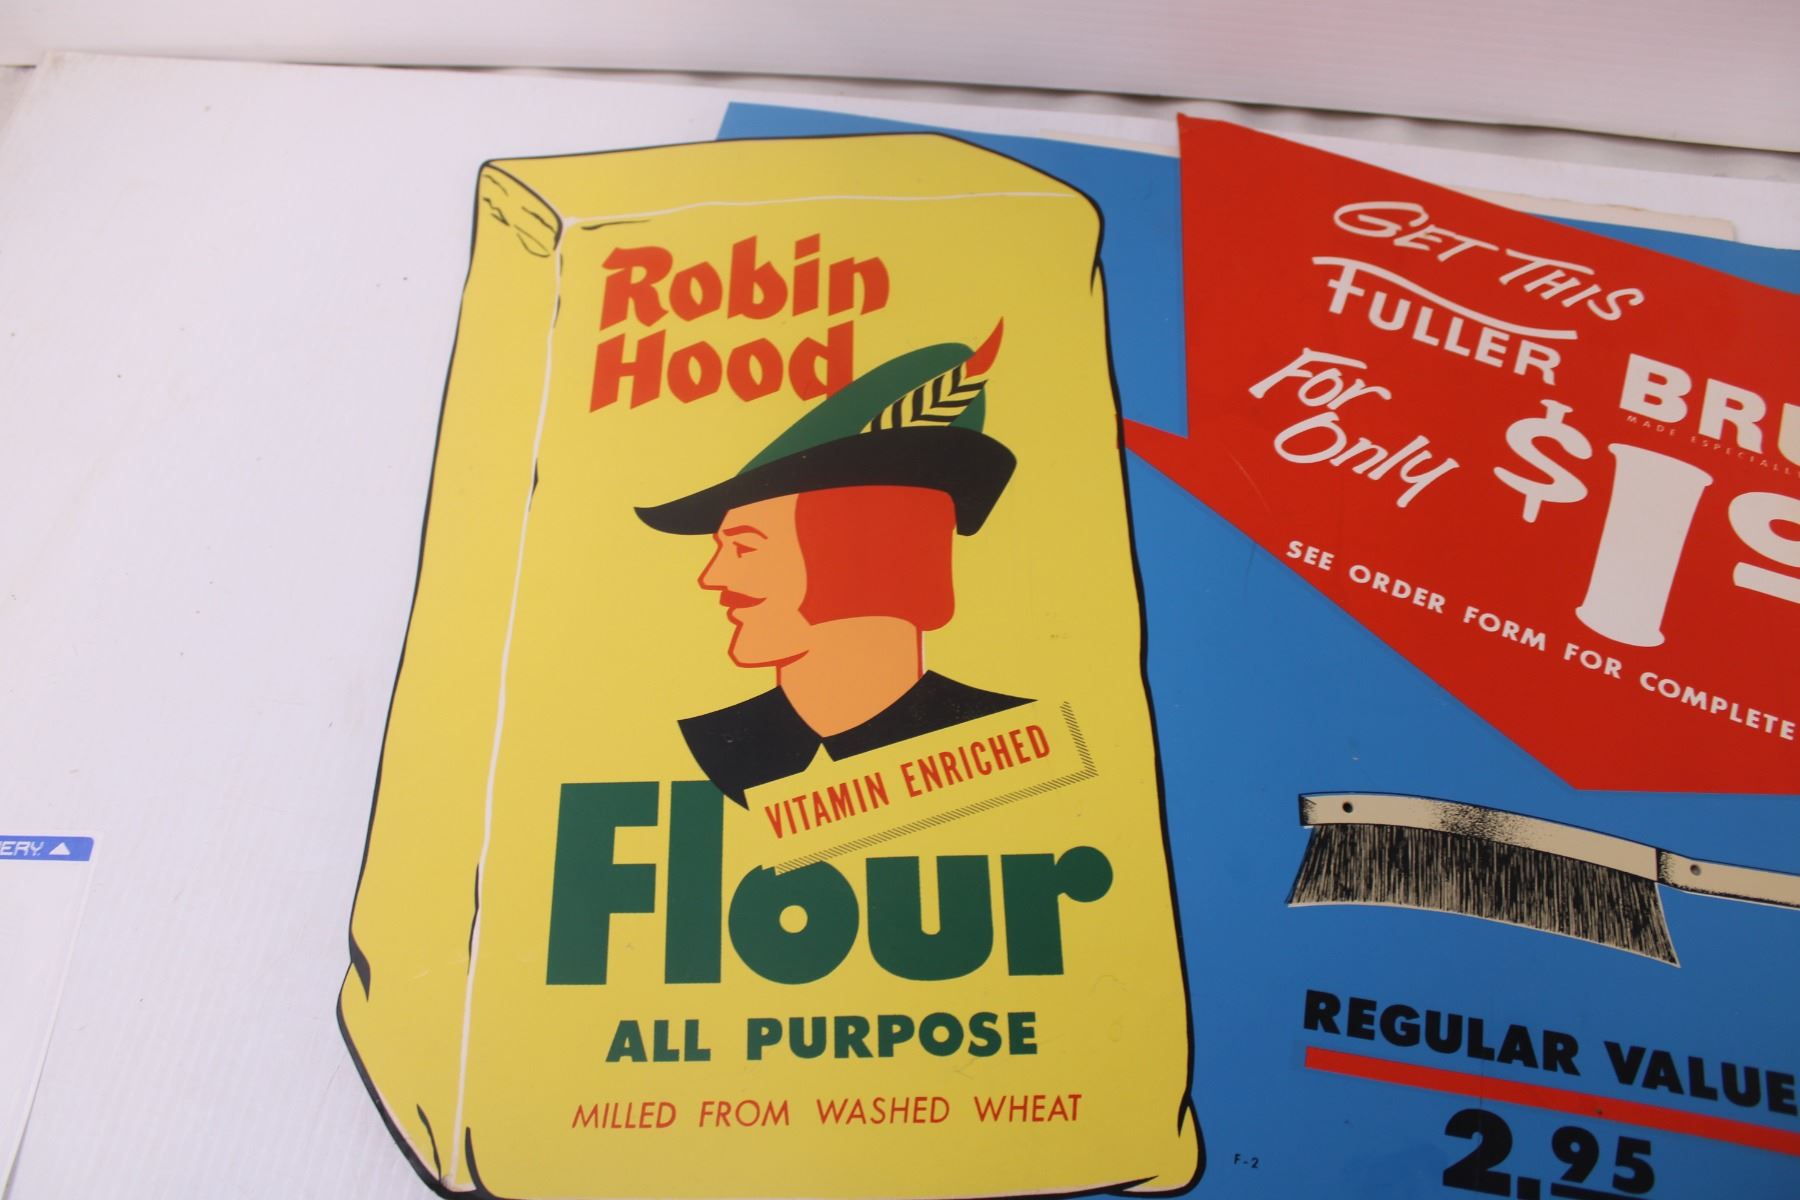 Robin
Hood
VITAMIN ENRICHED
Flour
ALL PURPOSE
MILLED FROM WASHED WHEAT
GET THIS
FULLER
For
Only
$1
SEE ORDER FORM FOR COMPLETE
REGULAR VALUE
2.95
F-2